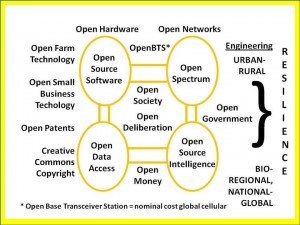 Open Hardware
Open Networks
Open Farm
Technology
OpenBTS*
Engineering
URBAN-
RURAL
Open
Source
Software
Open
Spectrum
Open Small
Business
Techology
Open
Society
Open
Government
Open
Deliberation
Open Patents
Creative
Commons
Copyright
Open
Data
Access
Open
Source
Intelligence
Open
Money
BIO-
REGIONAL,
NATIONAL-
GLOBAL
RESILIENCE
* Open Base Transceiver Station = nominal cost global cellular